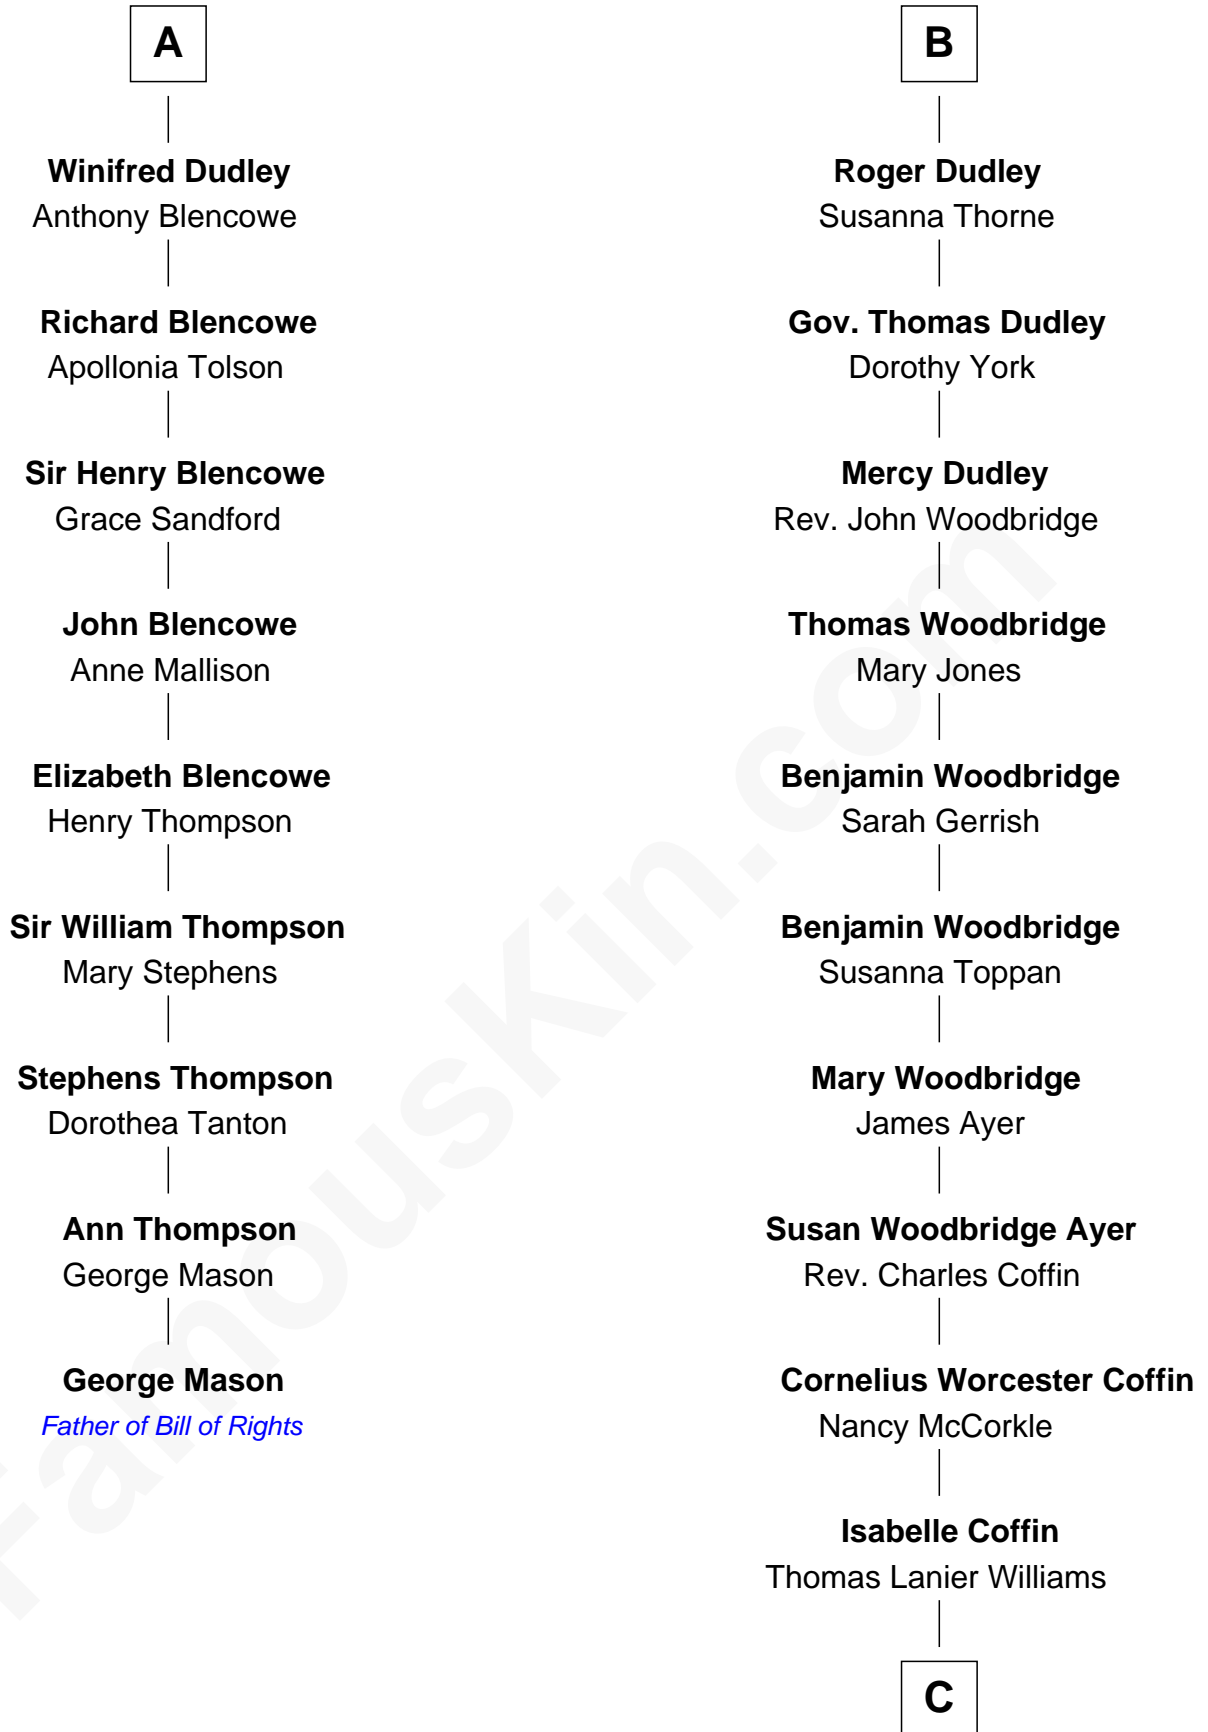 A
Winifred Dudley
Anthony Blencowe
Richard Blencowe
Apollonia Tolson
Sir Henry Blencowe
Grace Sandford
John Blencowe
Anne Mallison
Elizabeth Blencowe
Henry Thompson
Sir William Thompson
Mary Stephens
Stephens Thompson
Dorothea Tanton
Ann Thompson
George Mason
George Mason
Father of Bill of Rights
B
Roger Dudley
Susanna Thorne
Gov. Thomas Dudley
Dorothy York
Mercy Dudley
Rev. John Woodbridge
Thomas Woodbridge
Mary Jones
Benjamin Woodbridge
Sarah Gerrish
Benjamin Woodbridge
Susanna Toppan
Mary Woodbridge
James Ayer
Susan Woodbridge Ayer
Rev. Charles Coffin
Cornelius Worcester Coffin
Nancy McCorkle
Isabelle Coffin
Thomas Lanier Williams
C
FamousKin.com